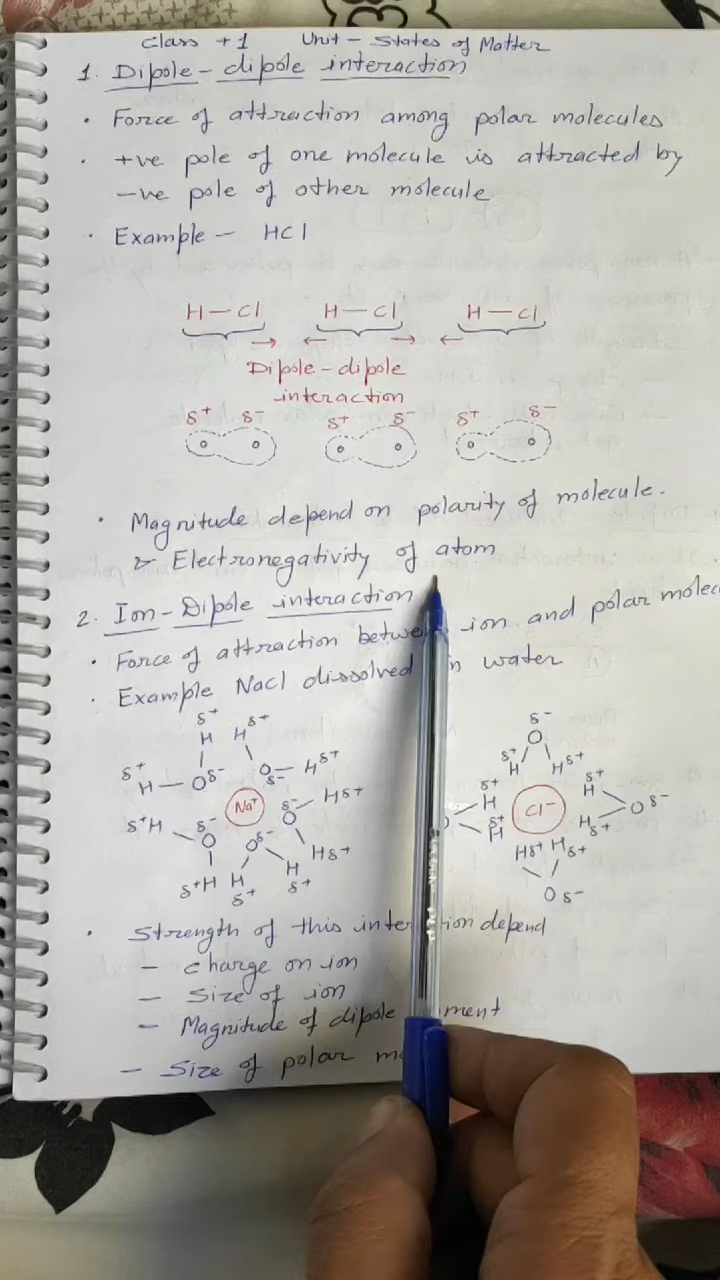 Class +1 Unit - States of Matter
1. Dipole - dipole interaction
• Force of attraction among polar molecules
• +ve pole of one molecule is attracted by
-ve pole of other molecule
• Example - HCl
H - Cl H - Cl H - Cl
→ ← → ←
Dipole - dipole
interaction
δ+ δ- δ+ δ- δ+ δ-
• Magnitude depend on polarity of molecule.
Electronegativity of atom
2. Ion - Dipole interaction
• Force of attraction ion and polar
• Example NaCl dissolved water
δ+ H H δ+
δ+ H - O δ- O δ- - H δ+
Na+
δ+ H O δ- O δ- H δ+
O δ- H δ+
δ+ H H δ+ H δ+
δ-
O
δ+ H H δ+
δ+ H H δ+ O δ-
Cl-
H δ+ H δ+
H δ+ H δ+
O δ-
• Strength of this depend
- charge on ion
- Size of ion
- Magnitude of dipole
- Size of polar